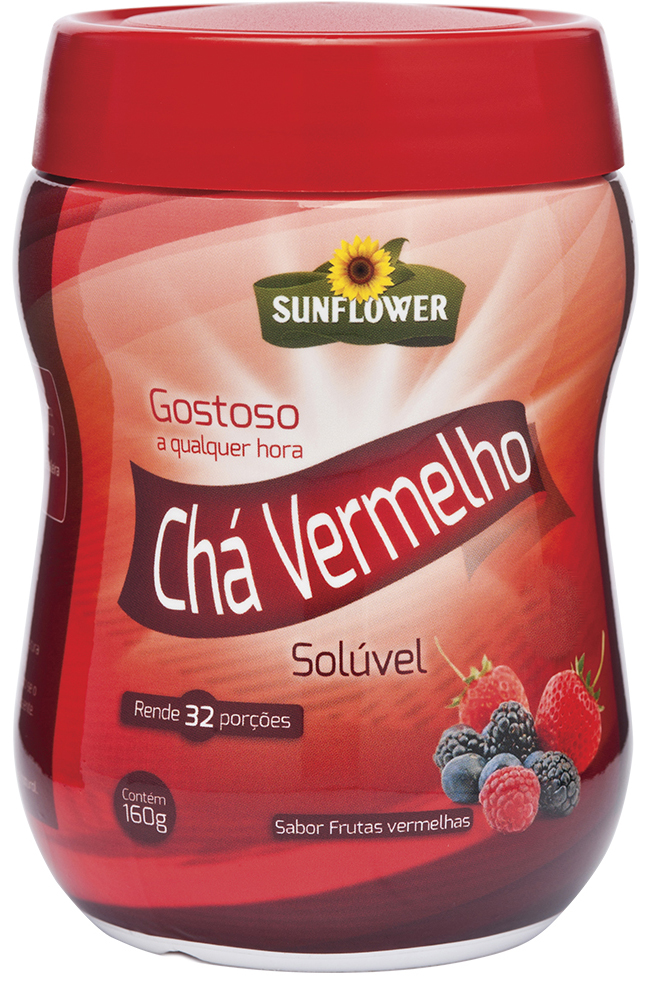 SUNFLOWER
Gostoso
a qualquer hora
Chá Vermelho
Solúvel
Rende 32 porções
Contém
160g
Sabor Frutas vermelhas